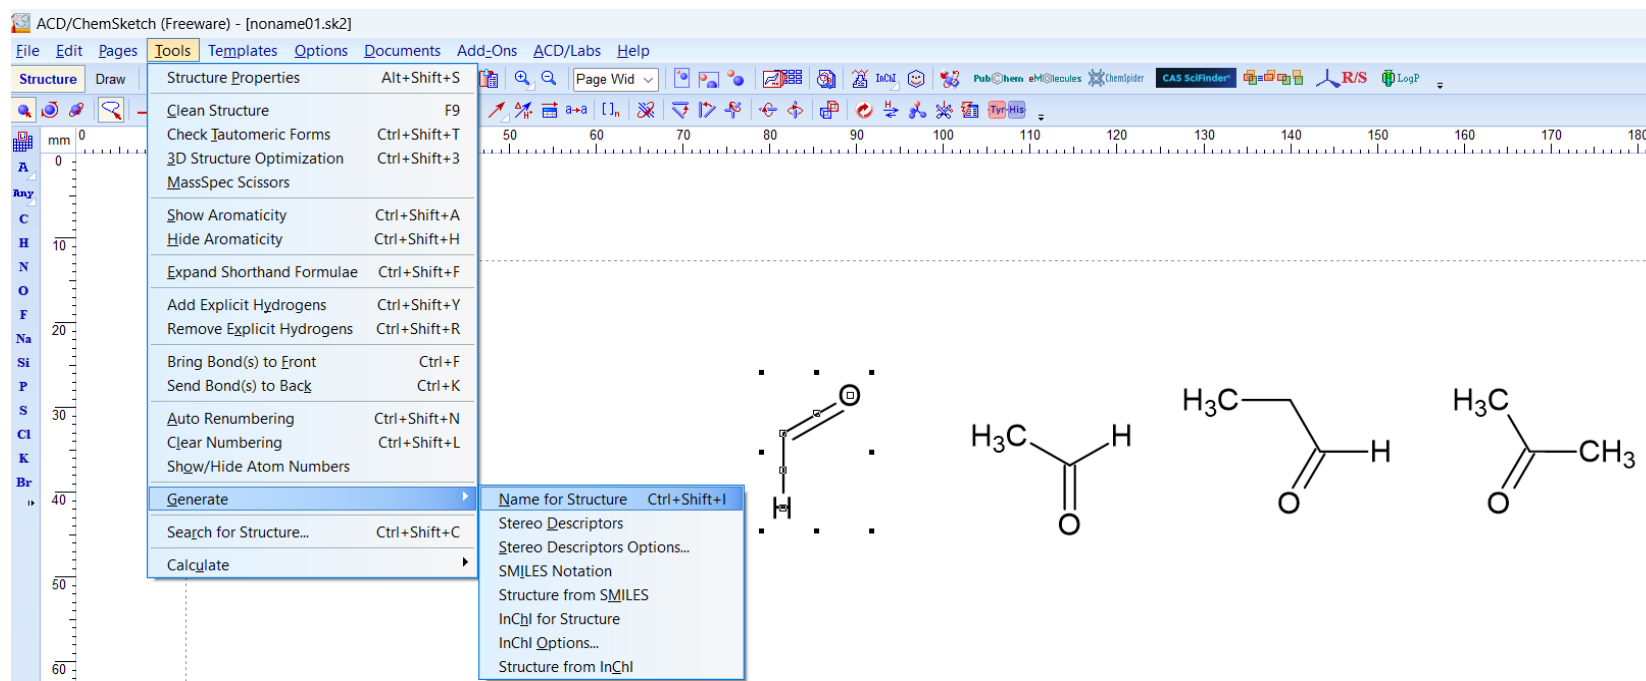 ACD/ChemSketch (Freeware) - [noname01.sk2]
File Edit Pages Tools Templates Options Documents Add-Ons ACD/Labs Help
Structure Draw Page Wid InChI PubChem eMolecules ChemSpider CAS SciFinder R/S LogP
a→a []n H Tyr His
mm 0 50 60 70 80 90 100 110 120 130 140 150 160 170 180
Structure Properties Alt+Shift+S
Clean Structure F9
Check Tautomeric Forms Ctrl+Shift+T
3D Structure Optimization Ctrl+Shift+3
MassSpec Scissors
Show Aromaticity Ctrl+Shift+A
Hide Aromaticity Ctrl+Shift+H
Expand Shorthand Formulae Ctrl+Shift+F
Add Explicit Hydrogens Ctrl+Shift+Y
Remove Explicit Hydrogens Ctrl+Shift+R
Bring Bond(s) to Front Ctrl+F
Send Bond(s) to Back Ctrl+K
Auto Renumbering Ctrl+Shift+N
Clear Numbering Ctrl+Shift+L
Show/Hide Atom Numbers
Generate
Search for Structure... Ctrl+Shift+C
Calculate
Name for Structure Ctrl+Shift+I
Stereo Descriptors
Stereo Descriptors Options...
SMILES Notation
Structure from SMILES
InChI for Structure
InChI Options...
Structure from InChI
A
Any
C
H
N
O
F
Na
Si
P
S
Cl
K
Br
0
10
20
30
40
50
60
O
H
H3C H
O
H3C
H
O
H3C
CH3
O